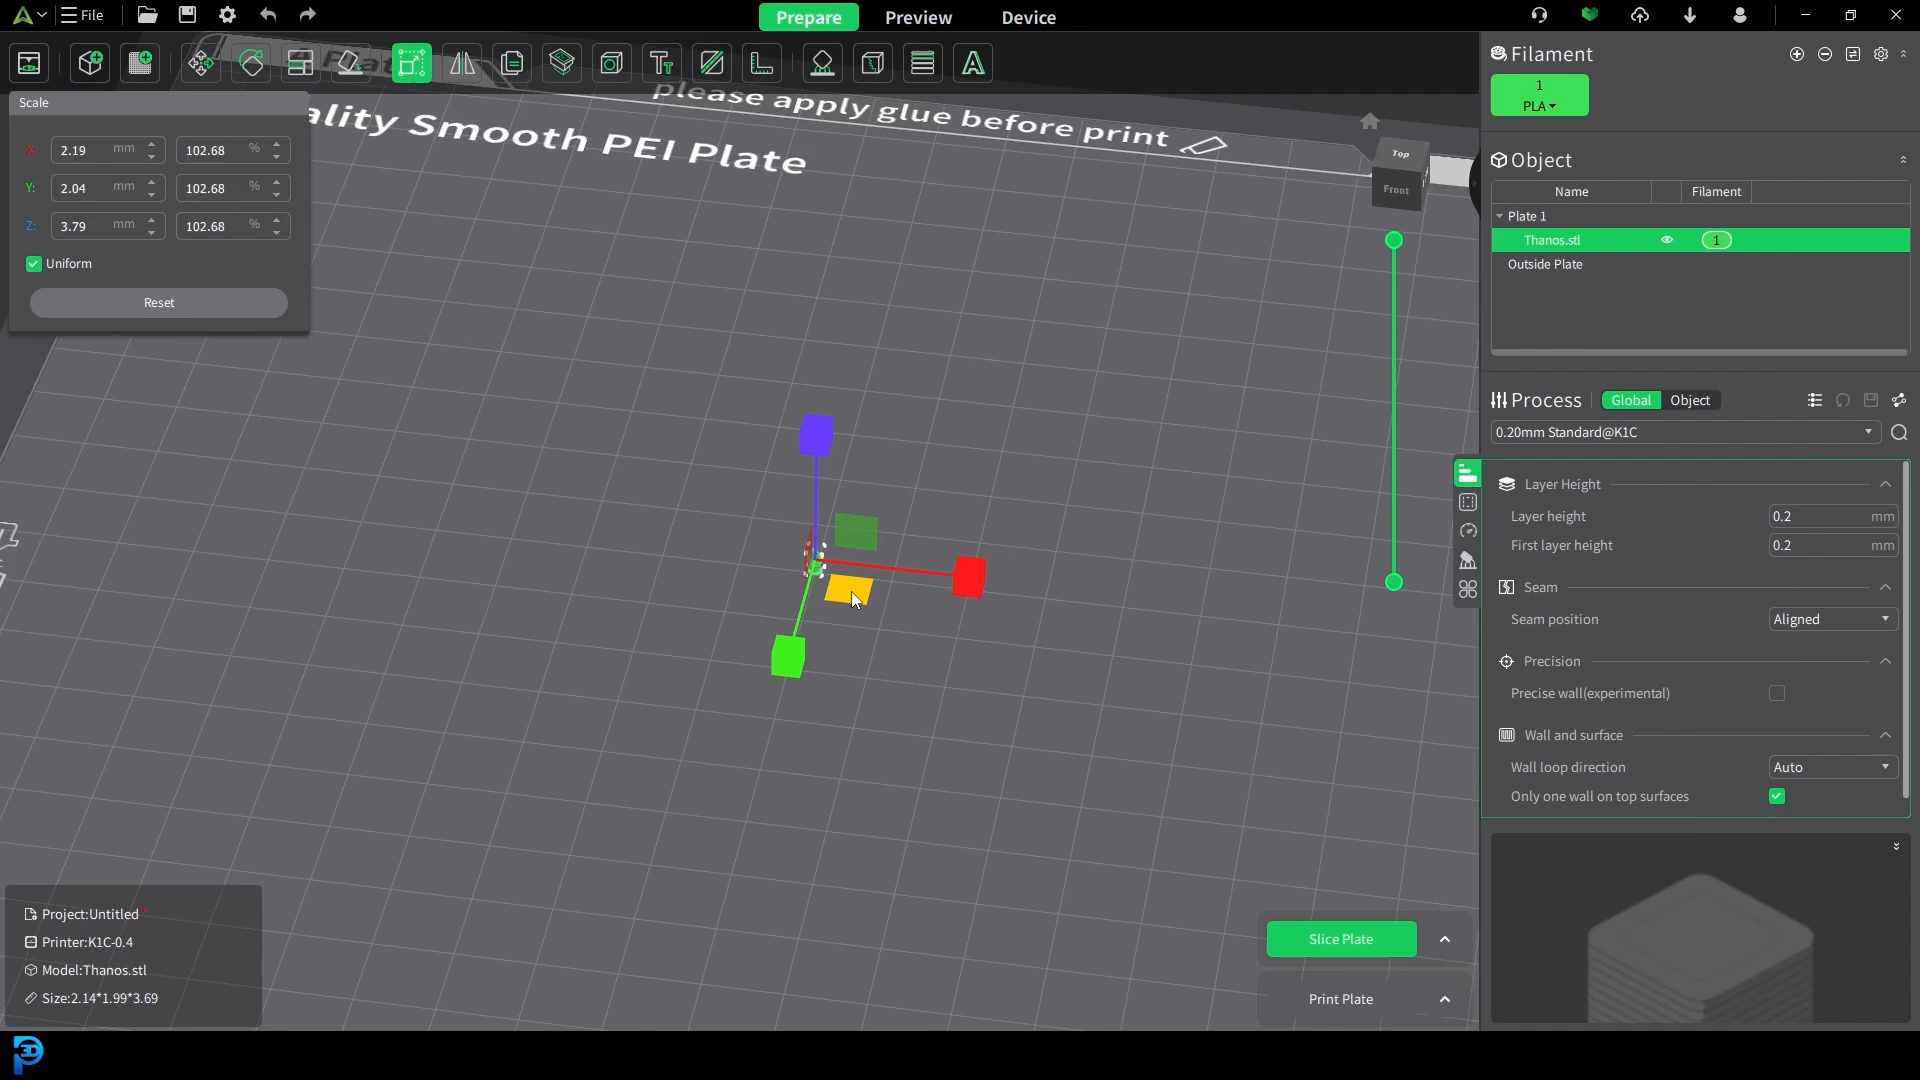 File
Prepare
Preview
Device
Plate
ality Smooth PEI Plate
please apply glue before print
Scale
X: 2.19 mm 102.68 %
Y: 2.04 mm 102.68 %
Z: 3.79 mm 102.68 %
Uniform
Reset
Top
Front
Project:Untitled *
Printer:K1C-0.4
Model:Thanos.stl
Size:2.14*1.99*3.69
Slice Plate
Print Plate
Filament
1
PLA
Object
Name Filament
Plate 1
Thanos.stl 1
Outside Plate
Process Global Object
0.20mm Standard@K1C
Layer Height
Layer height 0.2 mm
First layer height 0.2 mm
Seam
Seam position Aligned
Precision
Precise wall(experimental)
Wall and surface
Wall loop direction Auto
Only one wall on top surfaces
3D